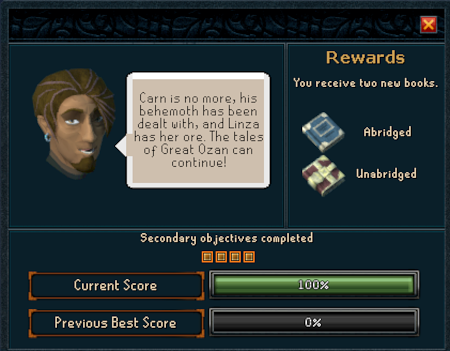 Rewards
You receive two new books.
Carn is no more, his
behemoth has been
dealt with, and Linza
has her ore. The tales
of Great Ozan can
continue!
Abridged
Unabridged
Secondary objectives completed
Current Score
100%
Previous Best Score
0%